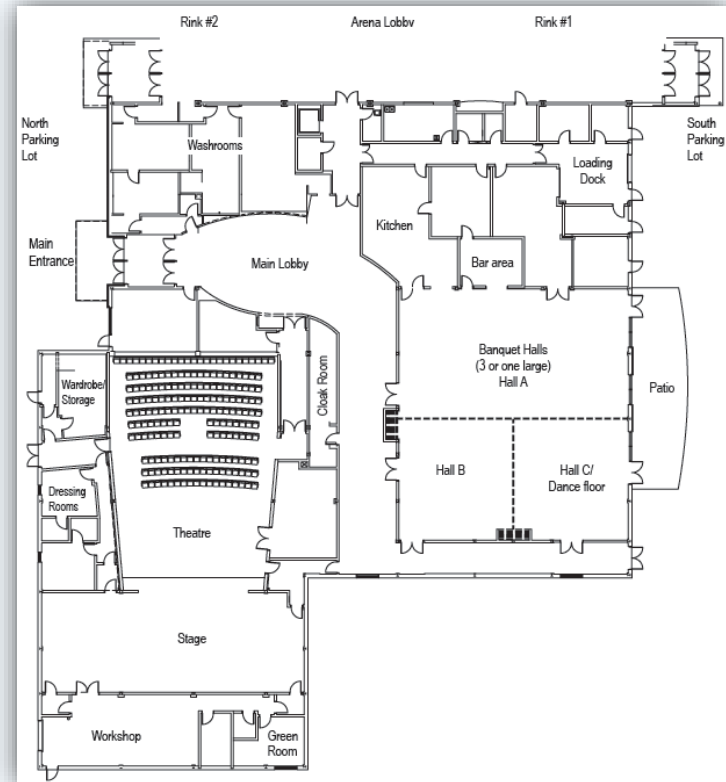 Rink #2
Arena Lobby
Rink #1
North
Parking
Lot
South
Parking
Lot
Washrooms
Loading
Dock
Kitchen
Main
Entrance
Main Lobby
Bar area
Banquet Halls
(3 or one large)
Hall A
Patio
Wardrobe/
Storage
Cloak Room
Hall B
Hall C/
Dance floor
Dressing
Rooms
Theatre
Stage
Workshop
Green
Room